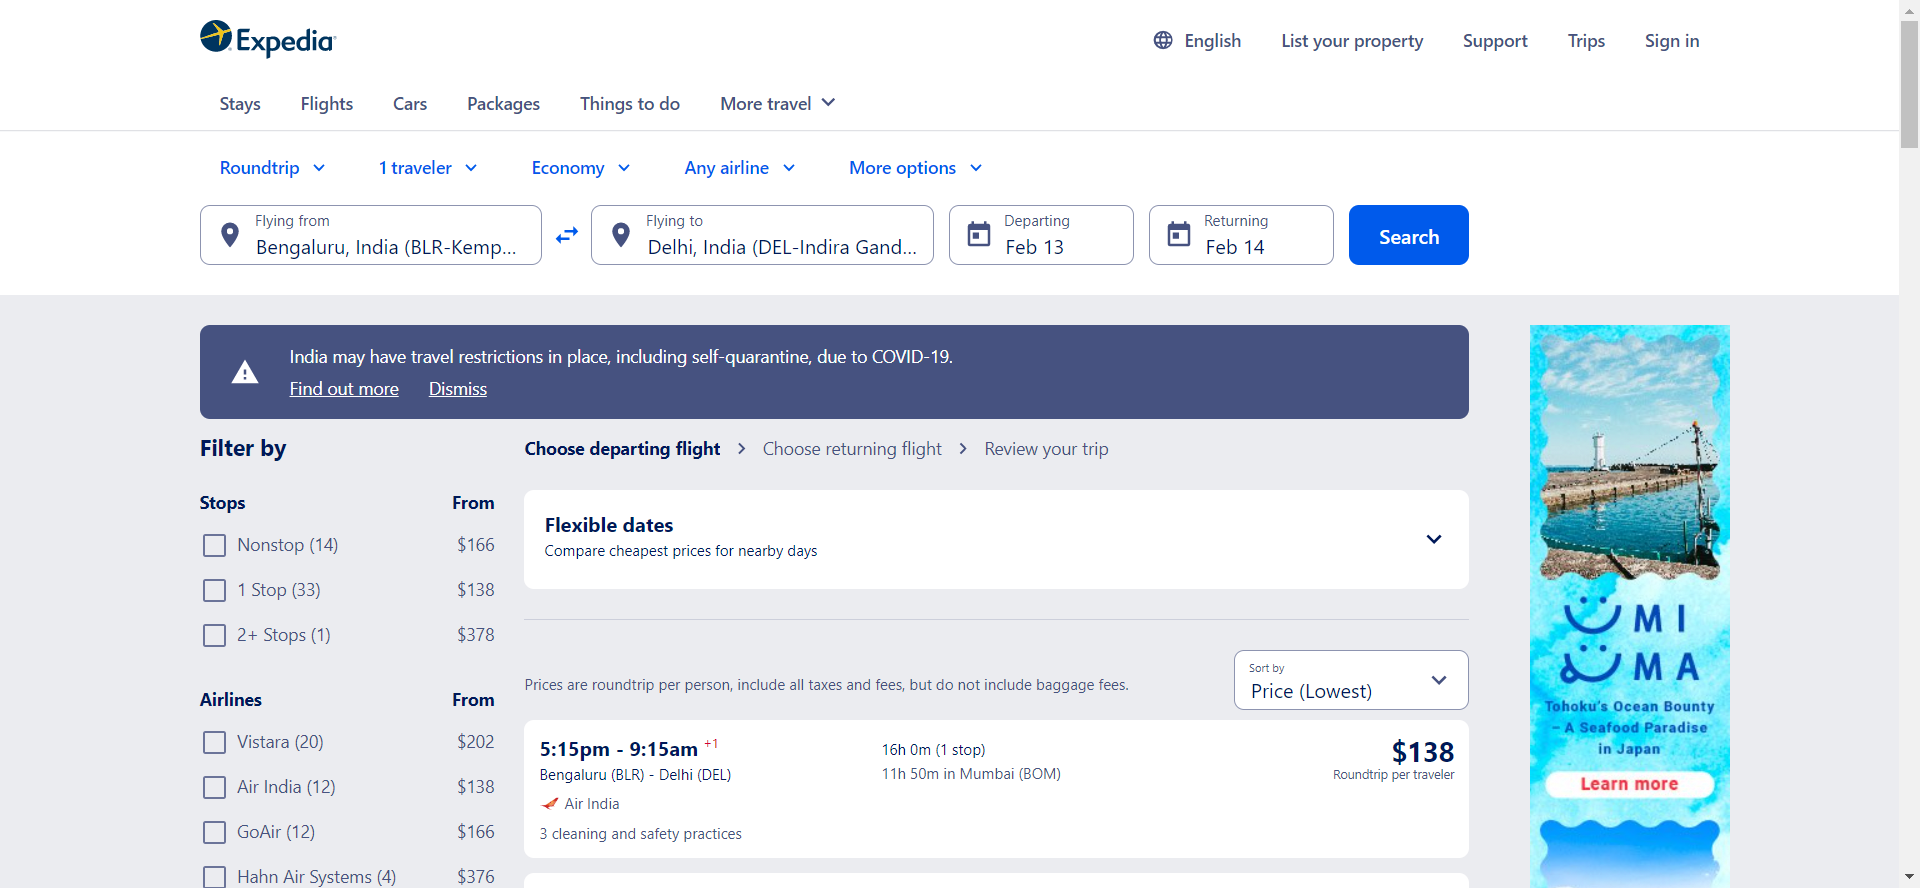 Expedia
English
List your property
Support
Trips
Sign in
Stays
Flights
Cars
Packages
Things to do
More travel
Roundtrip
1 traveler
Economy
Any airline
More options
Flying from
Bengaluru, India (BLR-Kemp...
Flying to
Delhi, India (DEL-Indira Gand...
Departing
Feb 13
Returning
Feb 14
Search
India may have travel restrictions in place, including self-quarantine, due to COVID-19.
Find out more
Dismiss
Filter by
Stops From
Nonstop (14) $166
1 Stop (33) $138
2+ Stops (1) $378
Airlines From
Vistara (20) $202
Air India (12) $138
GoAir (12) $166
Hahn Air Systems (4) $376
Choose departing flight
Choose returning flight
Review your trip
Flexible dates
Compare cheapest prices for nearby days
Prices are roundtrip per person, include all taxes and fees, but do not include baggage fees.
Sort by
Price (Lowest)
5:15pm - 9:15am +1
Bengaluru (BLR) - Delhi (DEL)
Air India
3 cleaning and safety practices
16h 0m (1 stop)
11h 50m in Mumbai (BOM)
$138
Roundtrip per traveler
UMI
UMA
Tohoku's Ocean Bounty
– A Seafood Paradise
in Japan
Learn more